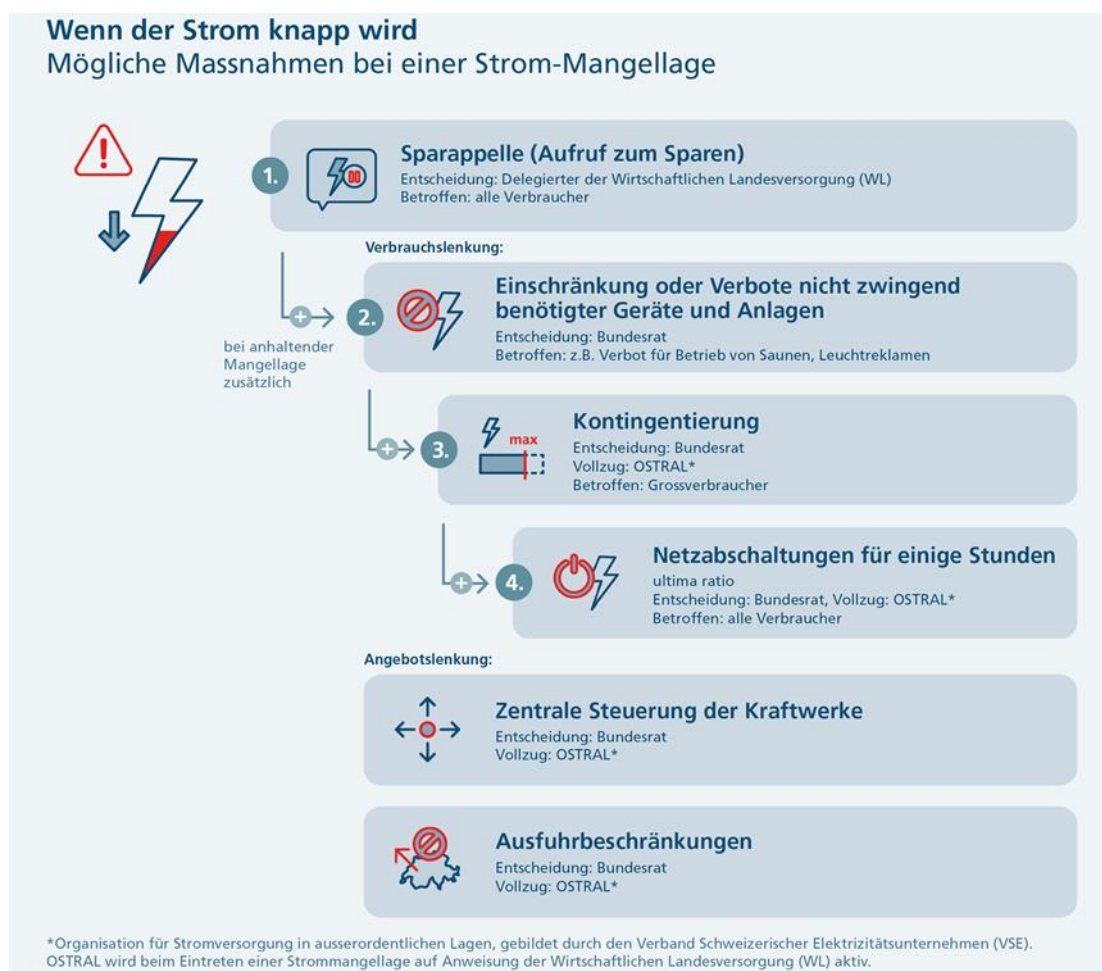 Wenn der Strom knapp wird
Mögliche Massnahmen bei einer Strom-Mangellage
1.
Sparappelle (Aufruf zum Sparen)
Entscheidung: Delegierter der Wirtschaftlichen Landesversorgung (WL)
Betroffen: alle Verbraucher
Verbrauchslenkung:
bei anhaltender
Mangellage
zusätzlich
2.
Einschränkung oder Verbote nicht zwingend
benötigter Geräte und Anlagen
Entscheidung: Bundesrat
Betroffen: z.B. Verbot für Betrieb von Saunen, Leuchtreklamen
3.
max
Kontingentierung
Entscheidung: Bundesrat
Vollzug: OSTRAL*
Betroffen: Grossverbraucher
4.
Netzabschaltungen für einige Stunden
ultima ratio
Entscheidung: Bundesrat, Vollzug: OSTRAL*
Betroffen: alle Verbraucher
Angebotslenkung:
Zentrale Steuerung der Kraftwerke
Entscheidung: Bundesrat
Vollzug: OSTRAL*
Ausfuhrbeschränkungen
Entscheidung: Bundesrat
Vollzug: OSTRAL*
*Organisation für Stromversorgung in ausserordentlichen Lagen, gebildet durch den Verband Schweizerischer Elektrizitätsunternehmen (VSE).
OSTRAL wird beim Eintreten einer Strommangellage auf Anweisung der Wirtschaftlichen Landesversorgung (WL) aktiv.